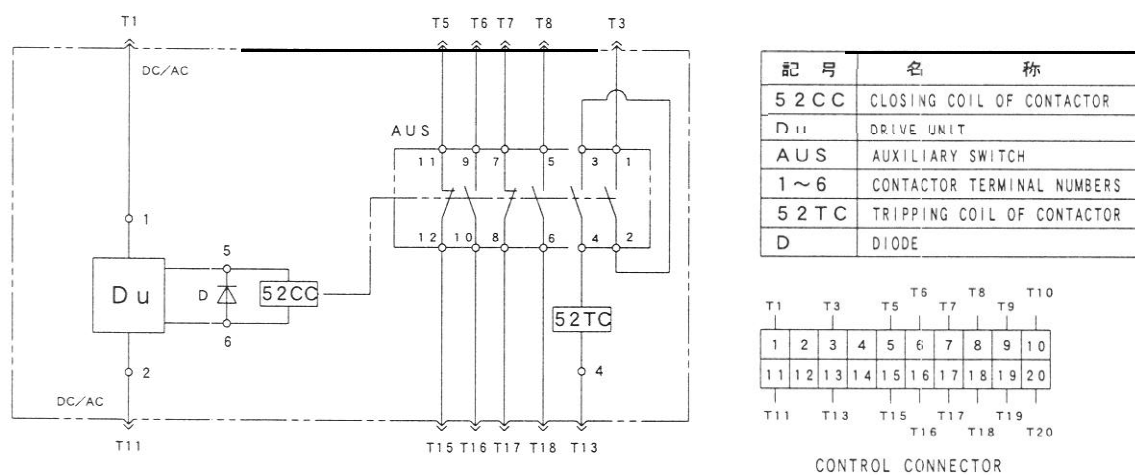 T1
T5 T6 T7 T8 T3
DC/AC
AUS
11 9 7 5 3 1
12 10 8 6 4 2
1
Du
5
D
52CC
6
52TC
2
4
DC/AC
T11
T15 T16 T17 T18 T13
記号 名称
52CC CLOSING COIL OF CONTACTOR
Du DRIVE UNIT
AUS AUXILIARY SWITCH
1~6 CONTACTOR TERMINAL NUMBERS
52TC TRIPPING COIL OF CONTACTOR
D DIODE
T6 T8 T10
T1 T3 T5 T7 T9
1 2 3 4 5 6 7 8 9 10
11 12 13 14 15 16 17 18 19 20
T11 T13 T15 T17 T19
T16 T18 T20
CONTROL CONNECTOR